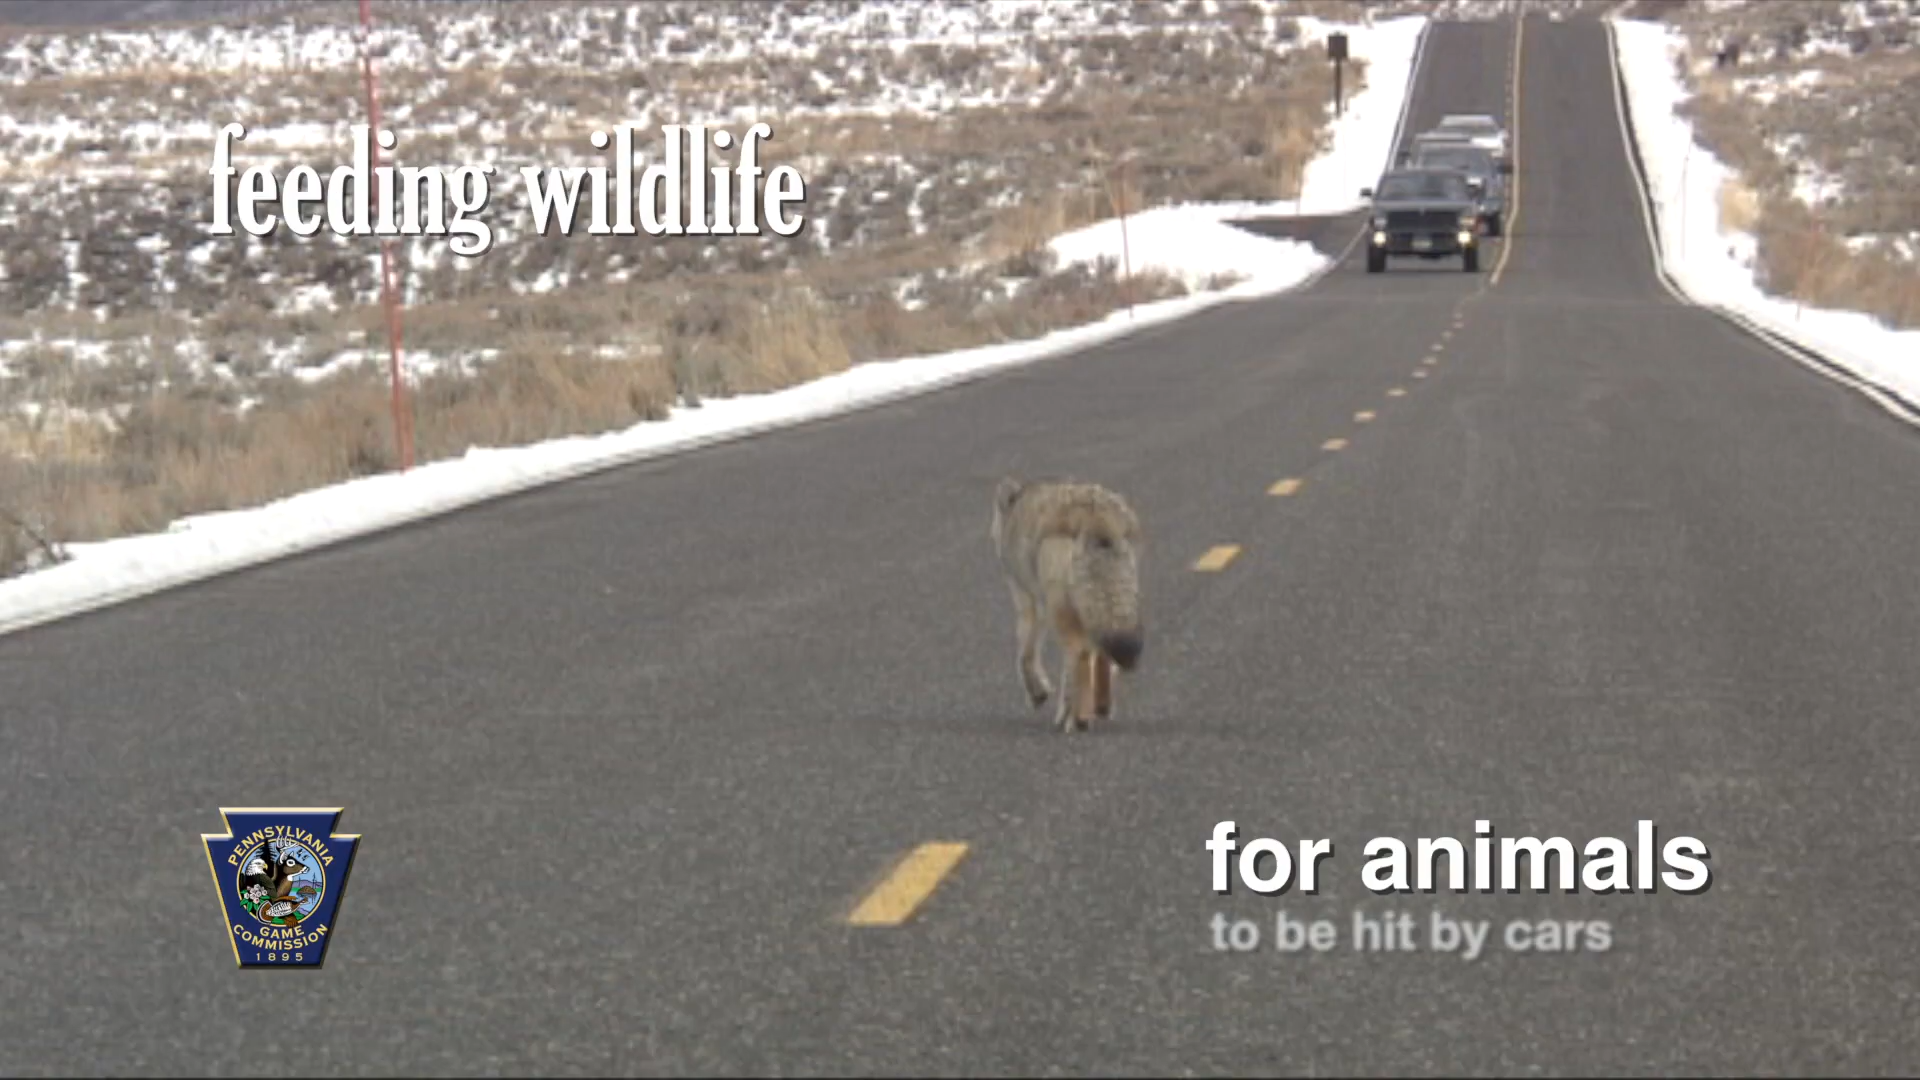 feeding wildlife
for animals
to be hit by cars
PENNSYLVANIA
GAME
COMMISSION
1895